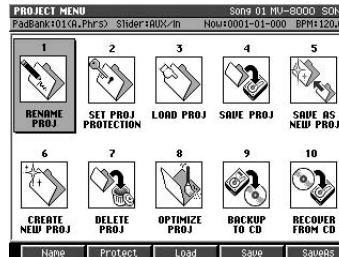 PROJECT MENU Song 01 MV-8000 SON
PadBank:01(A.Phrs) Slider:AUX/In Now:0001-01-000 BPM:120.
1 2 3 4 5
RENAME PROJ
SET PROJ PROTECTION
LOAD PROJ
SAVE PROJ
SAVE AS NEW PROJ
6 7 8 9 10
CREATE NEW PROJ
DELETE PROJ
OPTIMIZE PROJ
BACKUP TO CD
RECOVER FROM CD
Name Protect Load Save SaveAs